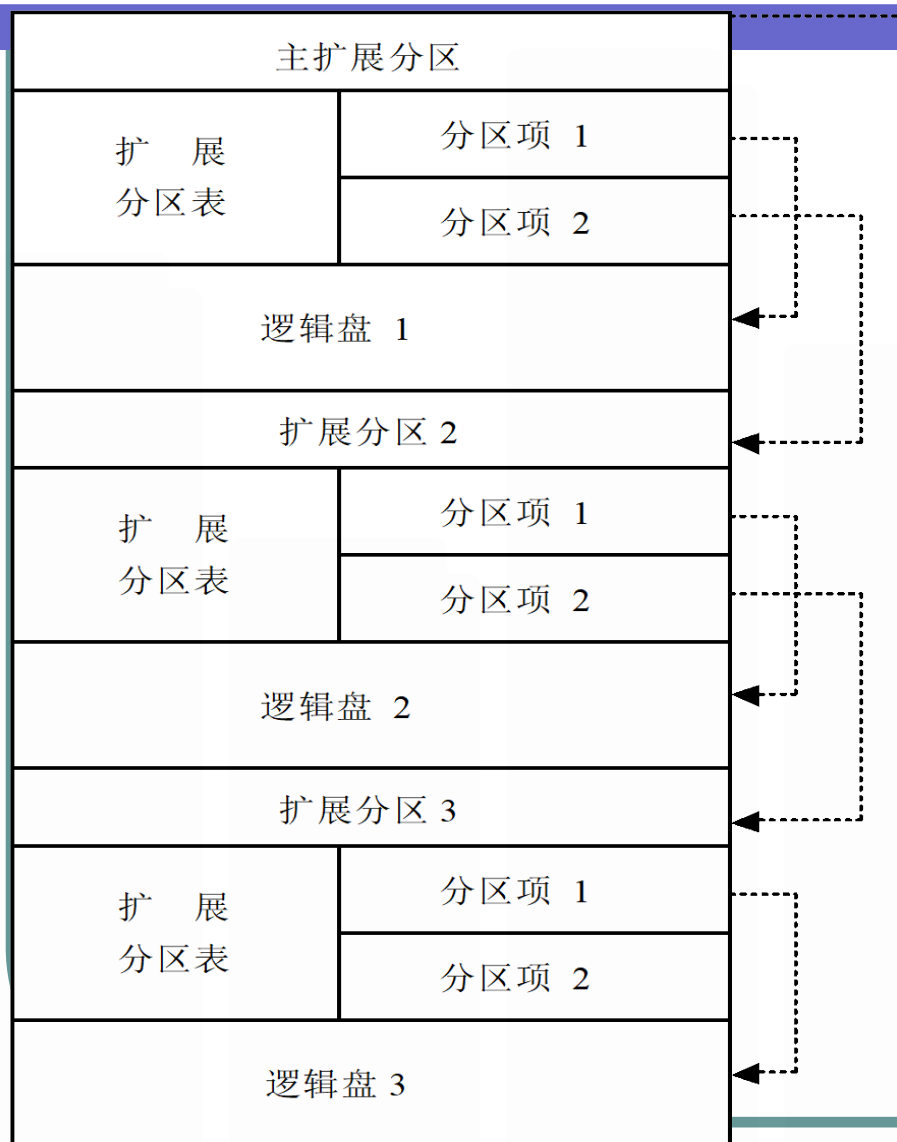 主扩展分区
扩 展
分区表
分区项 1
分区项 2
逻辑盘 1
扩展分区 2
扩 展
分区表
分区项 1
分区项 2
逻辑盘 2
扩展分区 3
扩 展
分区表
分区项 1
分区项 2
逻辑盘 3